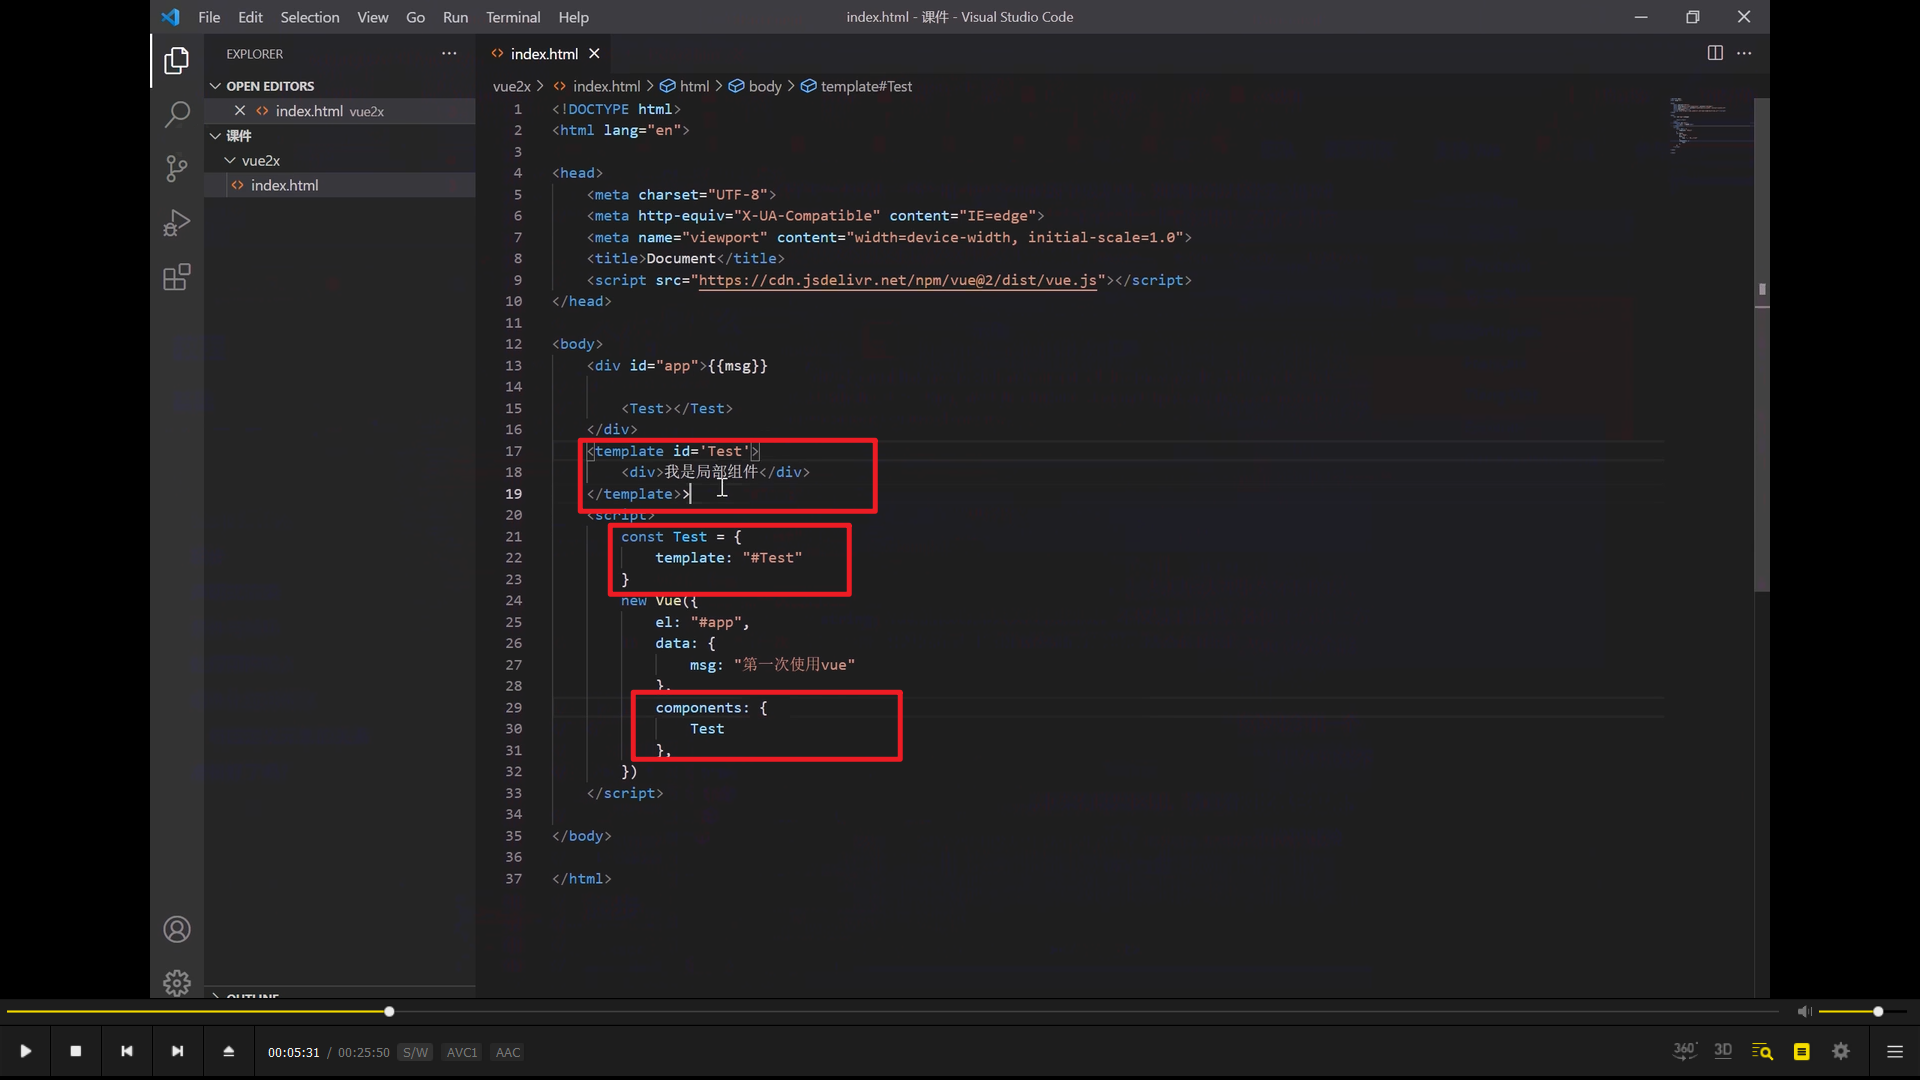 File Edit Selection View Go Run Terminal Help
index.html - 课件 - Visual Studio Code
EXPLORER
OPEN EDITORS
index.html vue2x
课件
vue2x
index.html
OUTLINE
index.html
vue2x > index.html > html > body > template#Test
1 <!DOCTYPE html>
2 <html lang="en">
3
4 <head>
5 <meta charset="UTF-8">
6 <meta http-equiv="X-UA-Compatible" content="IE=edge">
7 <meta name="viewport" content="width=device-width, initial-scale=1.0">
8 <title>Document</title>
9 <script src="https://cdn.jsdelivr.net/npm/vue@2/dist/vue.js"></script>
10 </head>
11
12 <body>
13 <div id="app">{{msg}}
14
15 <Test></Test>
16 </div>
17 <template id='Test'>
18 <div>我是局部组件</div>
19 </template>>
20 <script>
21 const Test = {
22 template: "#Test"
23 }
24 new Vue({
25 el: "#app",
26 data: {
27 msg: "第一次使用vue"
28 },
29 components: {
30 Test
31 },
32 })
33 </script>
34
35 </body>
36
37 </html>
00:05:31 / 00:25:50 S/W AVC1 AAC
360° 3D